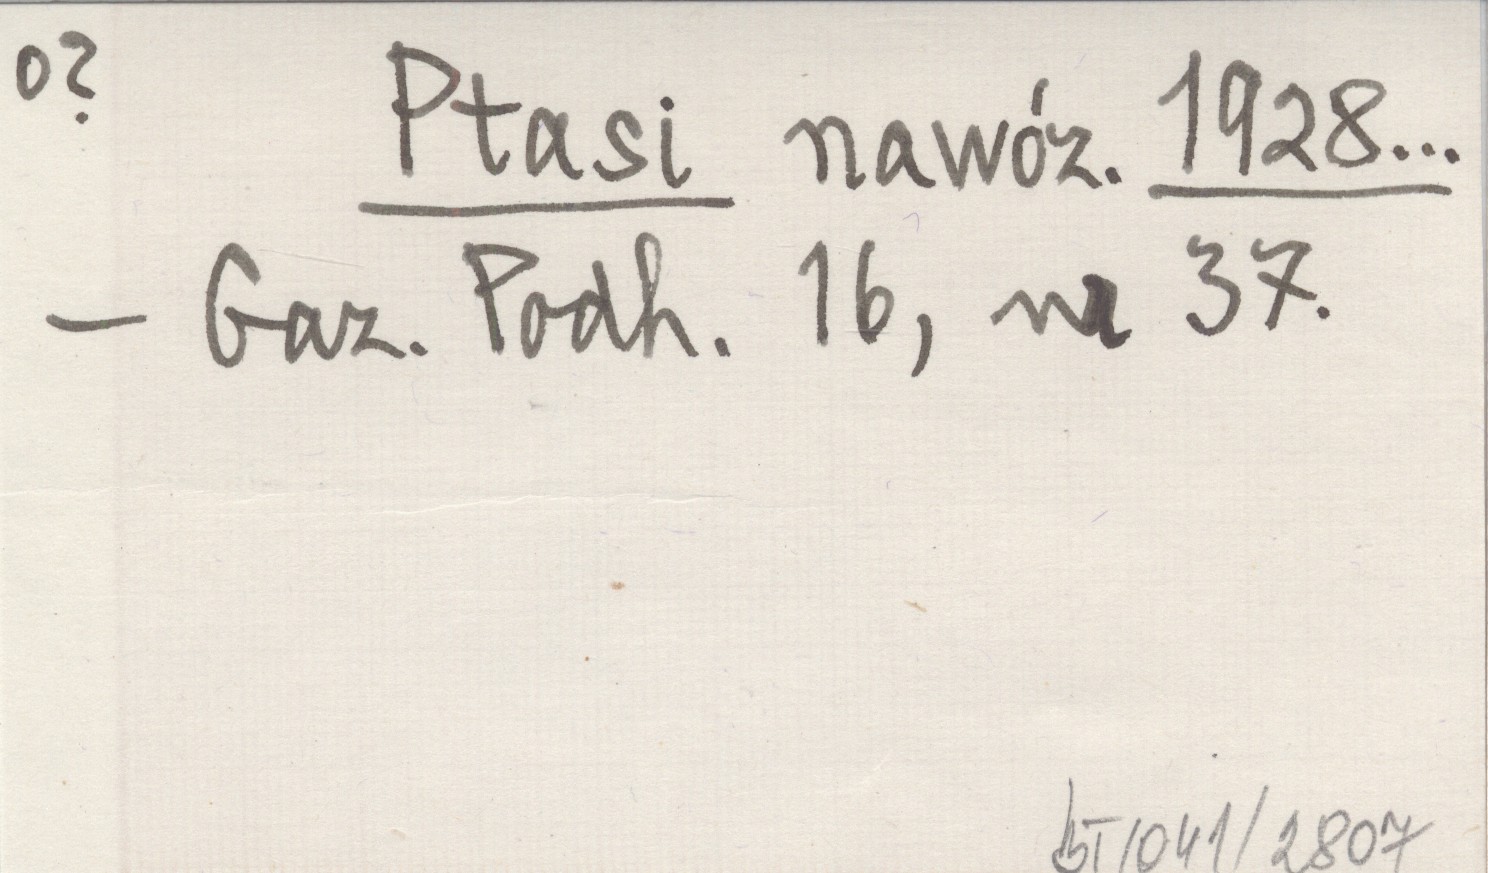 o?
Ptasi nawóz. 1928...
— Gaz. Podh. 16, nr 37.
BT/041/2807